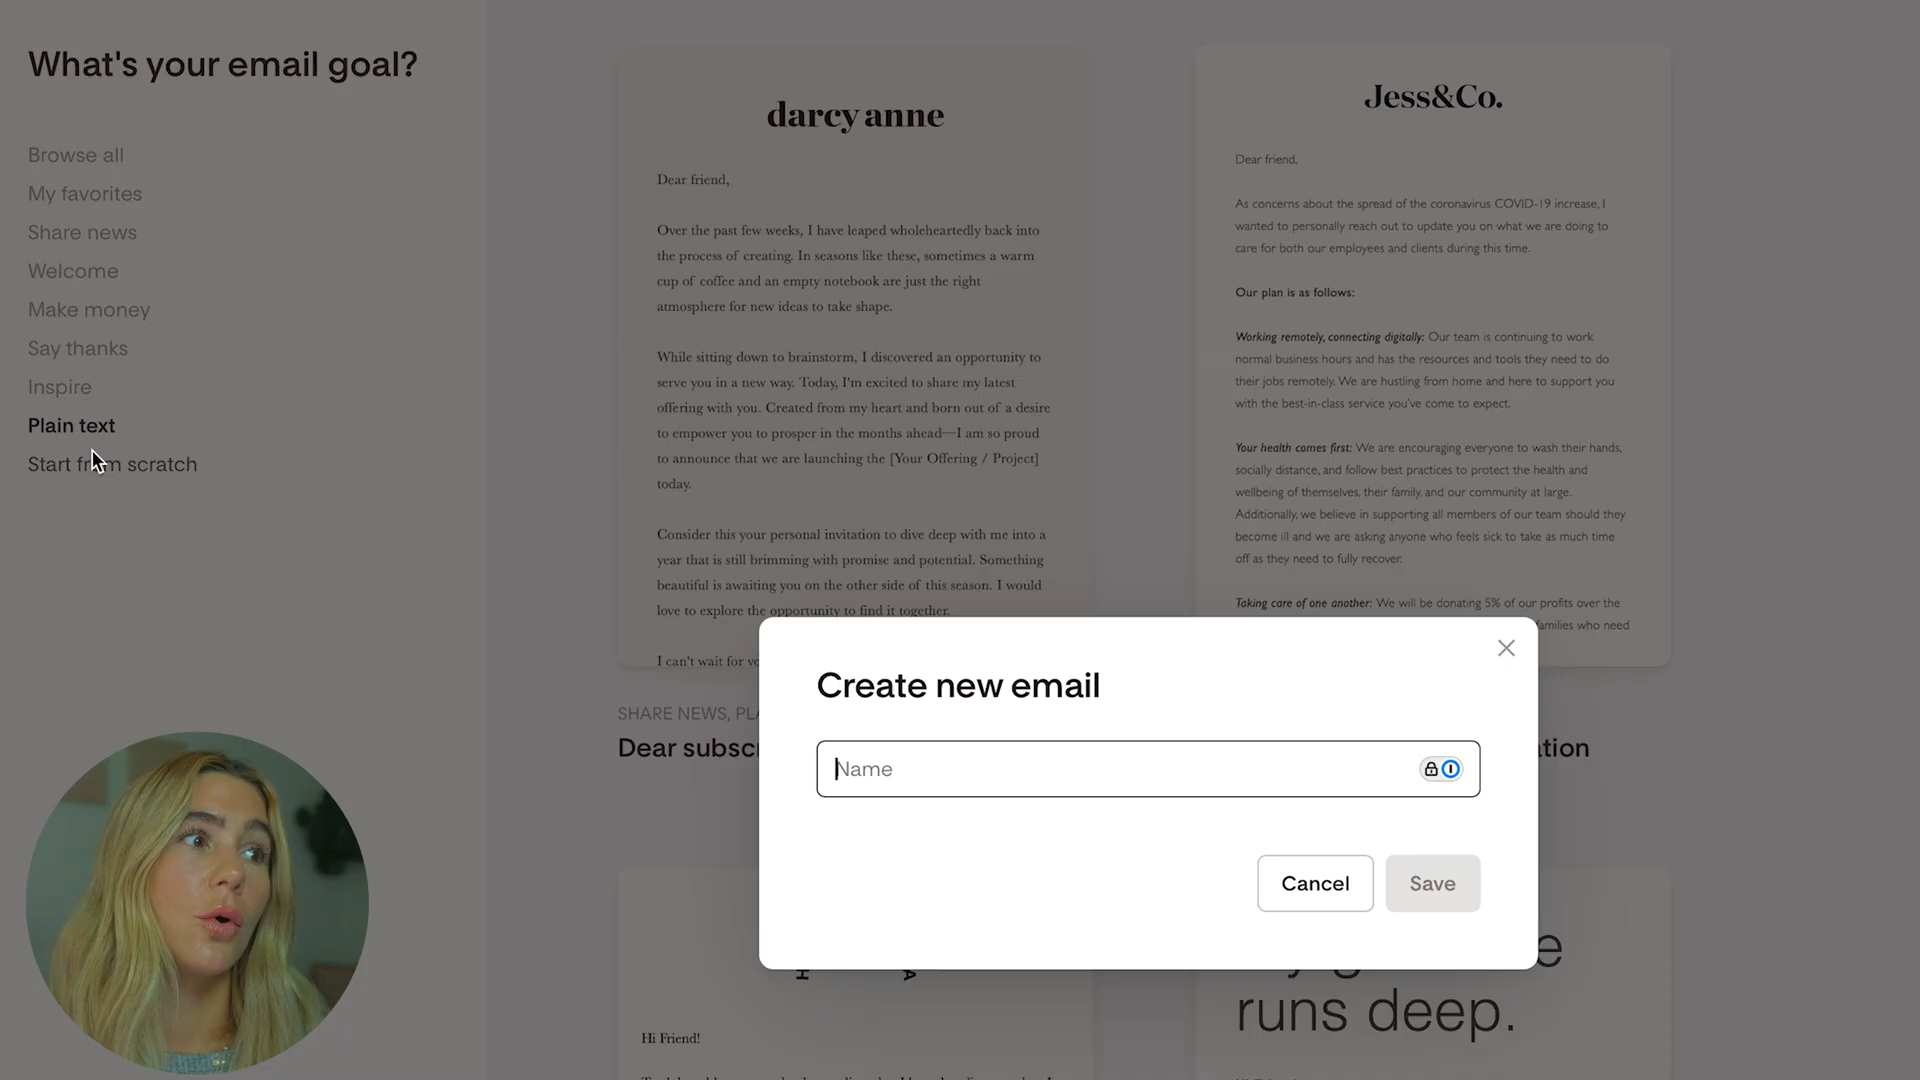 What's your email goal?
Browse all
My favorites
Share news
Welcome
Make money
Say thanks
Inspire
Plain text
Start from scratch
darcy anne
Dear friend,
Over the past few weeks, I have leaped wholeheartedly back into
the process of creating. In seasons like these, sometimes a warm
cup of coffee and an empty notebook are just the right
atmosphere for new ideas to take shape.
While sitting down to brainstorm, I discovered an opportunity to
serve you in a new way. Today, I'm excited to share my latest
offering with you. Created from my heart and born out of a desire
to empower you to prosper in the months ahead—I am so proud
to announce that we are launching the [Your Offering / Project]
today.
Consider this your personal invitation to dive deep with me into a
year that is still brimming with promise and potential. Something
beautiful is awaiting you on the other side of this season. I would
love to explore the opportunity to find it together.
I can't wait for
SHARE NEWS,
Dear
Jess&Co.
Dear friend,
As concerns about the spread of the coronavirus COVID-19 increase, I
wanted to personally reach out to update you on what we are doing to
care for both our employees and clients during this time.
Our plan is as follows:
Working remotely, connecting digitally: Our team is continuing to work
normal business hours and has the resources and tools they need to do
their jobs remotely. We are hustling from home and here to support you
with the best-in-class service you've come to expect.
Your health comes first: We are encouraging everyone to wash their hands,
socially distance, and follow best practices to protect the health and
wellbeing of themselves, their family, and our community at large.
Additionally, we believe in supporting all members of our team should they
become ill and we are asking anyone who feels sick to take as much time
off as they need to fully recover.
Taking care of one another: We will be donating 5% of our profits over the
families who need
Create new email
Name
Cancel
Save
Hi Friend!
runs deep.